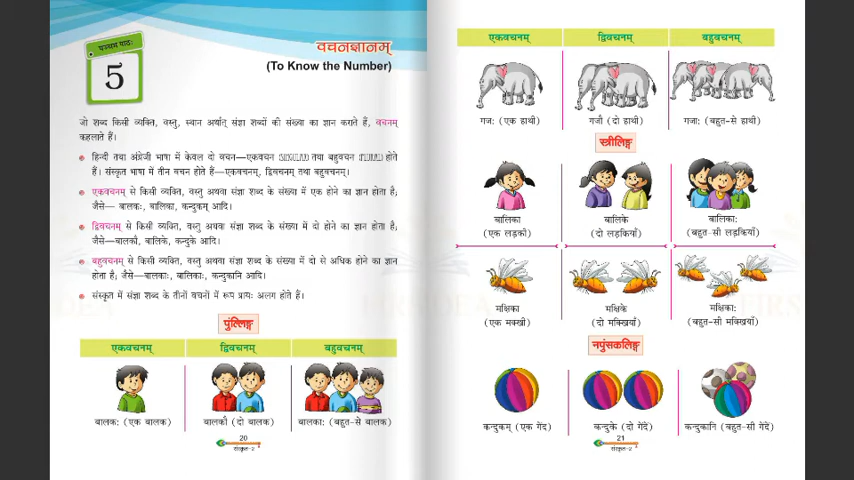 पञ्चमः पाठः
5
वचनज्ञानम्
(To Know the Number)
जो शब्द किसी व्यक्ति, वस्तु, स्थान अर्थात् संज्ञा शब्दों की संख्या का ज्ञान कराते हैं, वचनम्
कहलाते हैं।
हिन्दी तथा अंग्रेजी भाषा में केवल दो वचन—एकवचन तथा बहुवचन होते
हैं। संस्कृत भाषा में तीन वचन होते हैं—एकवचनम्, द्विवचनम् तथा बहुवचनम्।
एकवचनम् से किसी व्यक्ति, वस्तु अथवा संज्ञा शब्द के संख्या में एक होने का ज्ञान होता है;
जैसे— बालकः, बालिका, कन्दुकम् आदि।
द्विवचनम् से किसी व्यक्ति, वस्तु अथवा संज्ञा शब्द के संख्या में दो होने का ज्ञान होता है;
जैसे—बालकौ, बालिके, कन्दुके आदि।
बहुवचनम् से किसी व्यक्ति, वस्तु अथवा संज्ञा शब्द के संख्या में दो से अधिक होने का ज्ञान
होता है; जैसे—बालकाः, बालिकाः, कन्दुकानि आदि।
संस्कृत में संज्ञा शब्द के तीनों वचनों में रूप प्रायः अलग होते हैं।
पुंल्लिङ्ग
एकवचनम् द्विवचनम् बहुवचनम्
बालकः (एक बालक) बालकौ (दो बालक) बालकाः (बहुत-से बालक)
20
संस्कृत-2
एकवचनम् द्विवचनम् बहुवचनम्
गजः (एक हाथी) गजौ (दो हाथी) गजाः (बहुत-से हाथी)
स्त्रीलिङ्ग
बालिका बालिके बालिकाः
(एक लड़की) (दो लड़कियाँ) (बहुत-सी लड़कियाँ)
मक्षिका मक्षिके मक्षिकाः
(एक मक्खी) (दो मक्खियाँ) (बहुत-सी मक्खियाँ)
नपुंसकलिङ्ग
कन्दुकम् (एक गेंद) कन्दुके (दो गेंदें) कन्दुकानि (बहुत-सी गेंदें)
21
संस्कृत-2